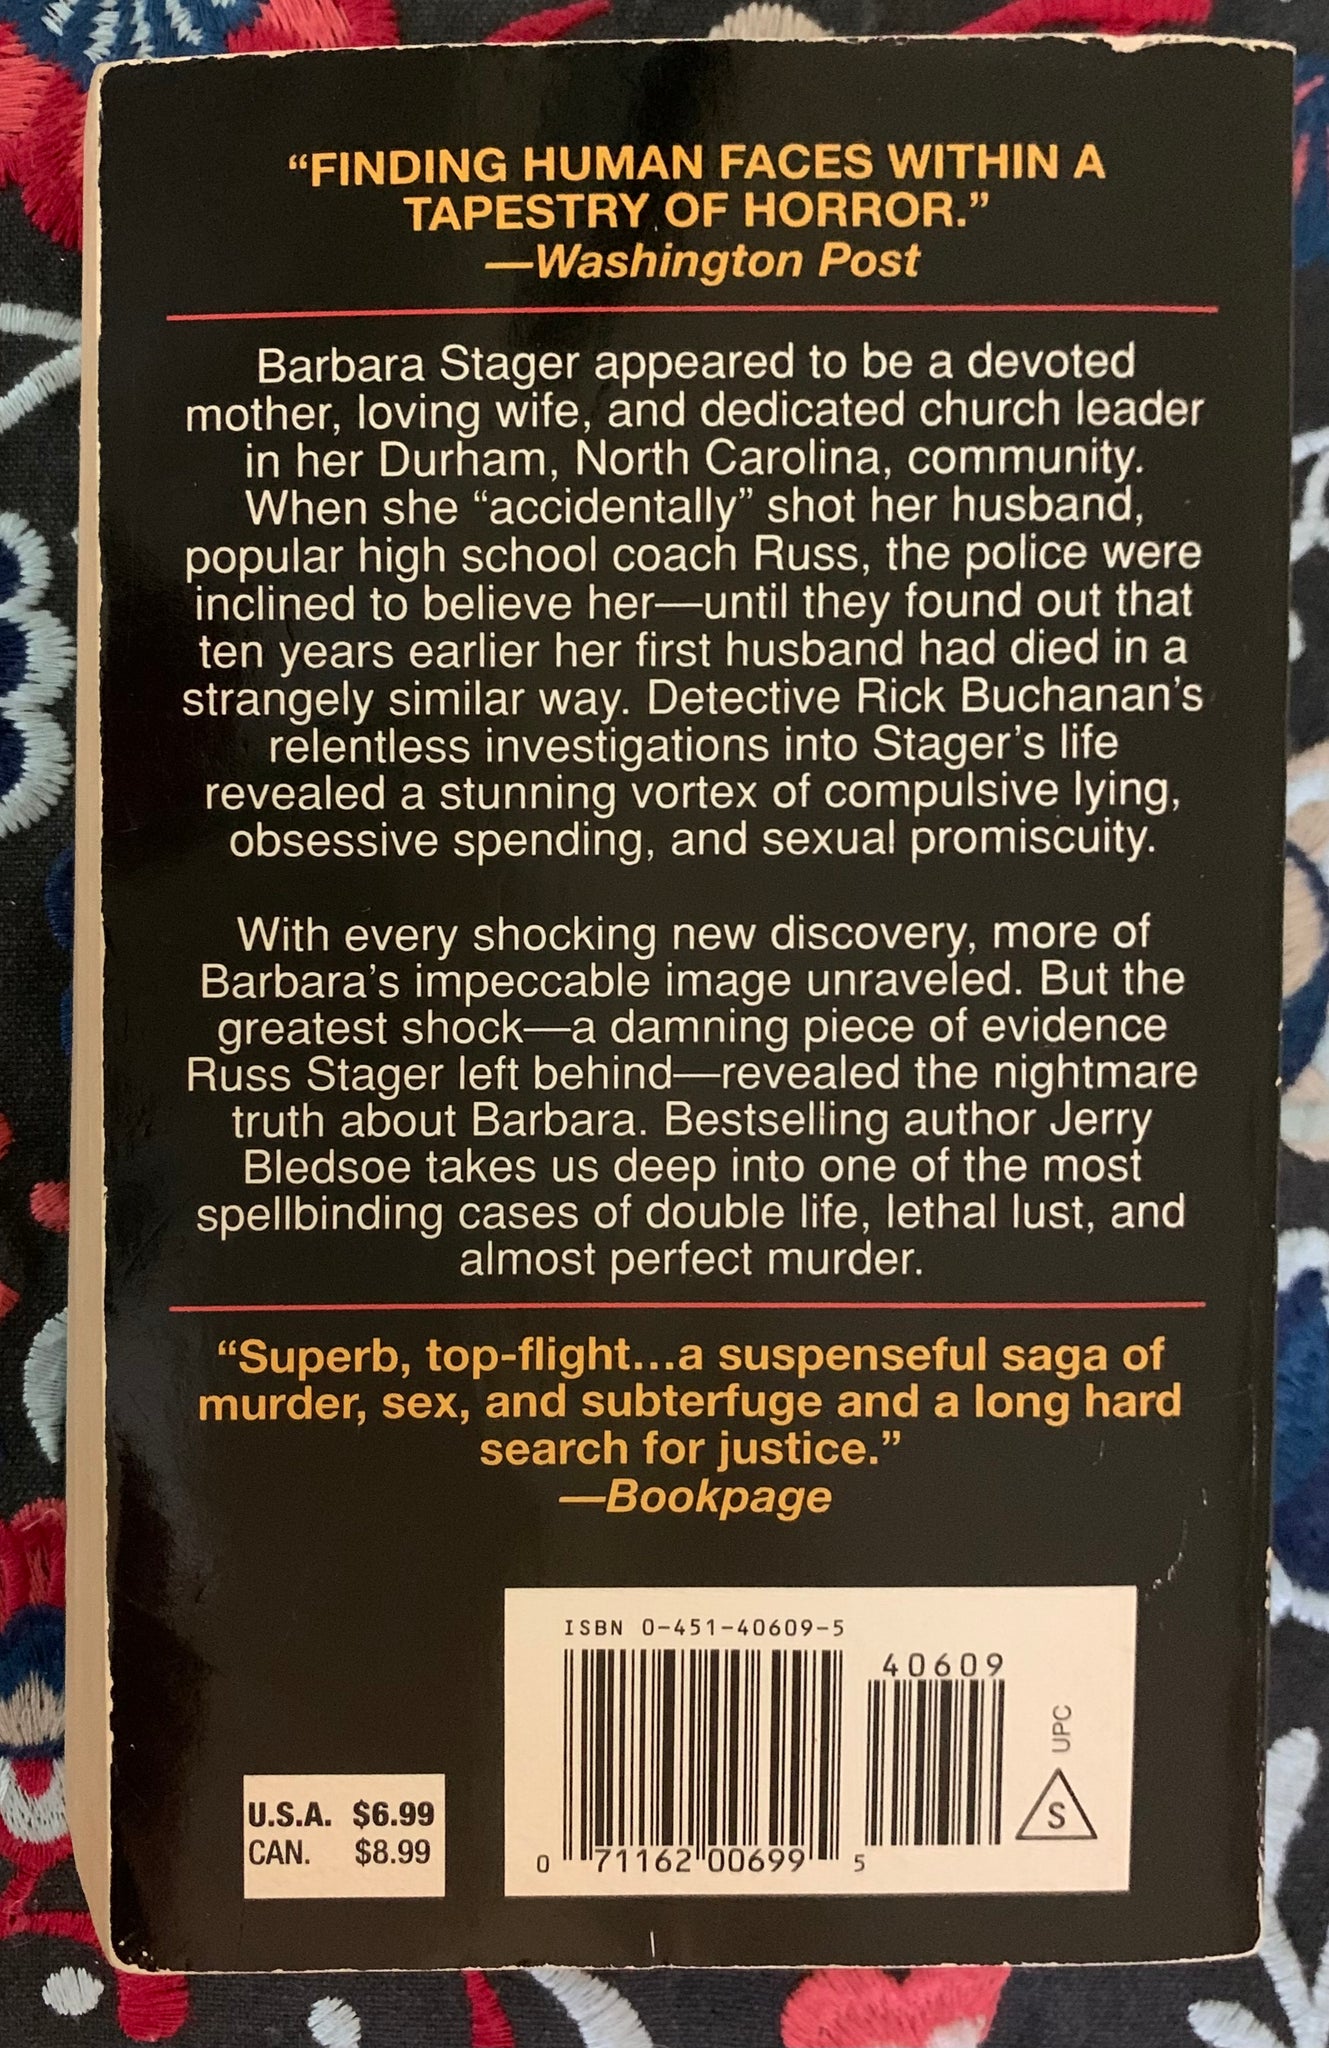 “FINDING HUMAN FACES WITHIN A
TAPESTRY OF HORROR.”
—Washington Post
Barbara Stager appeared to be a devoted
mother, loving wife, and dedicated church leader
in her Durham, North Carolina, community.
When she “accidentally” shot her husband,
popular high school coach Russ, the police were
inclined to believe her—until they found out that
ten years earlier her first husband had died in a
strangely similar way. Detective Rick Buchanan’s
relentless investigations into Stager’s life
revealed a stunning vortex of compulsive lying,
obsessive spending, and sexual promiscuity.
With every shocking new discovery, more of
Barbara’s impeccable image unraveled. But the
greatest shock—a damning piece of evidence
Russ Stager left behind—revealed the nightmare
truth about Barbara. Bestselling author Jerry
Bledsoe takes us deep into one of the most
spellbinding cases of double life, lethal lust, and
almost perfect murder.
“Superb, top-flight...a suspenseful saga of
murder, sex, and subterfuge and a long hard
search for justice.”
—Bookpage
ISBN 0-451-40609-5
40609
UPC
S
0 71162 00699 5
U.S.A. $6.99
CAN. $8.99